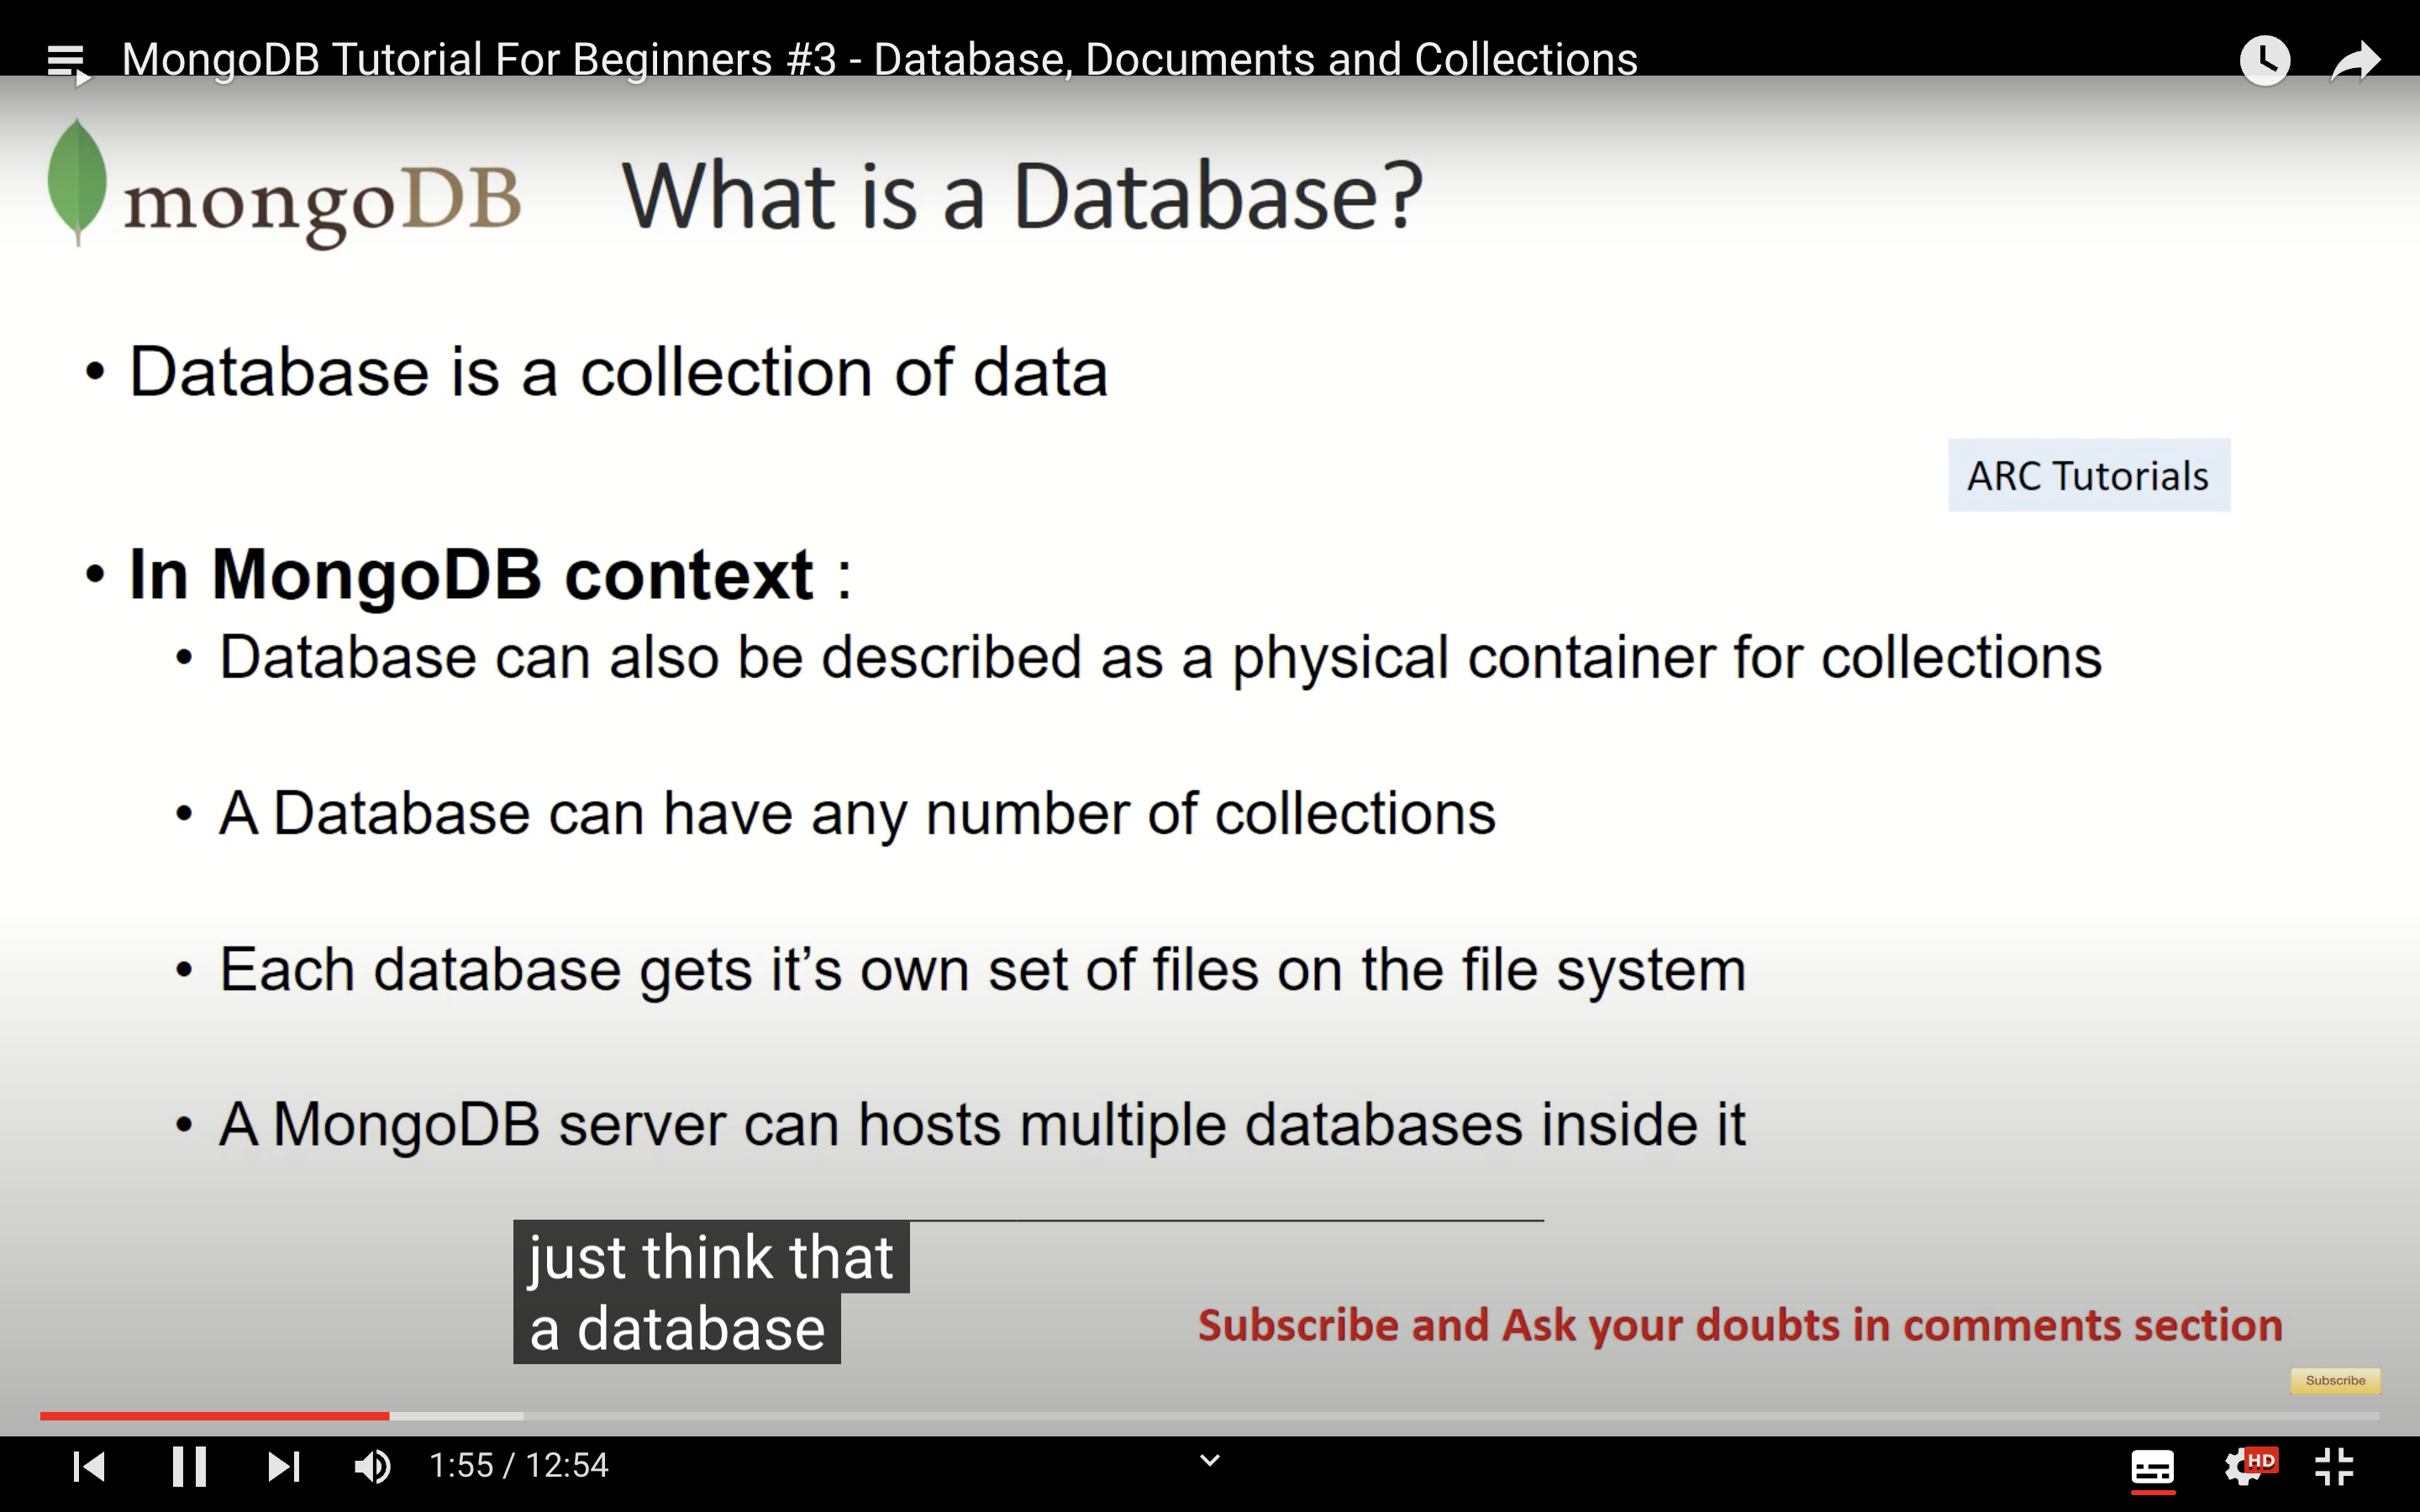 MongoDB Tutorial For Beginners #3 - Database, Documents and Collections
mongoDB
What is a Database?
• Database is a collection of data
ARC Tutorials
• In MongoDB context :
• Database can also be described as a physical container for collections
• A Database can have any number of collections
• Each database gets it’s own set of files on the file system
• A MongoDB server can hosts multiple databases inside it
just think that
a database
Subscribe and Ask your doubts in comments section
Subscribe
1:55 / 12:54
HD